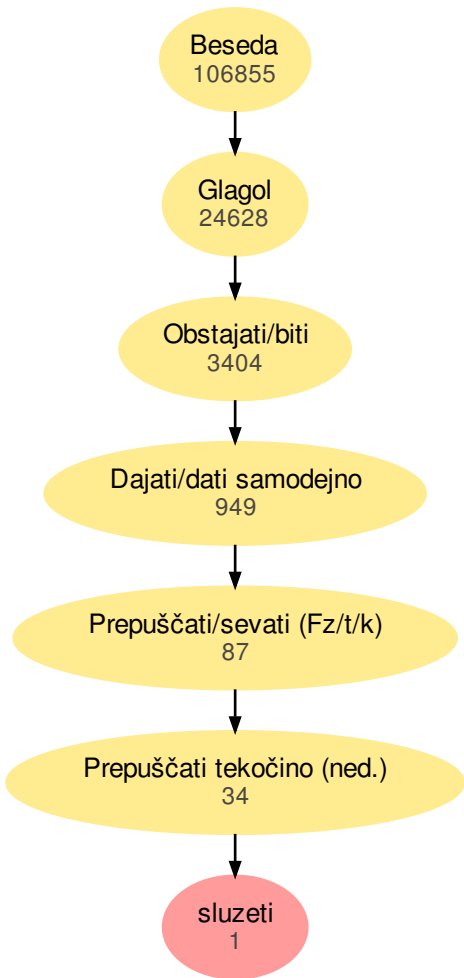 Beseda
106855
Glagol
24628
Obstajati/biti
3404
Dajati/dati samodejno
949
Prepuščati/sevati (Fz/t/k)
87
Prepuščati tekočino (ned.)
34
sluzeti
1